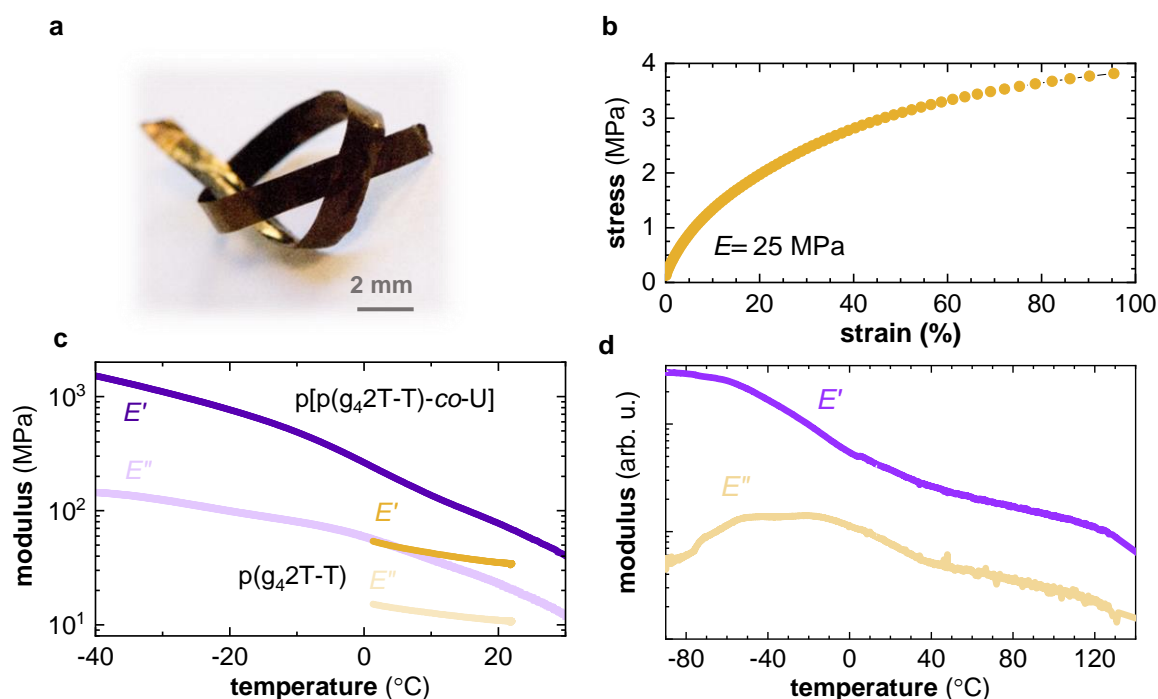 a
2 mm
b
4
3
2
1
0
stress (MPa)
E= 25 MPa
0 20 40 60 80 100
strain (%)
c
10³
10²
10¹
modulus (MPa)
p[p(g₄2T-T)-co-U]
E'
E"
E'
p(g₄2T-T)
E"
-40 -20 0 20
temperature (°C)
d
modulus (arb. u.)
E'
E"
-80 -40 0 40 80 120
temperature (°C)